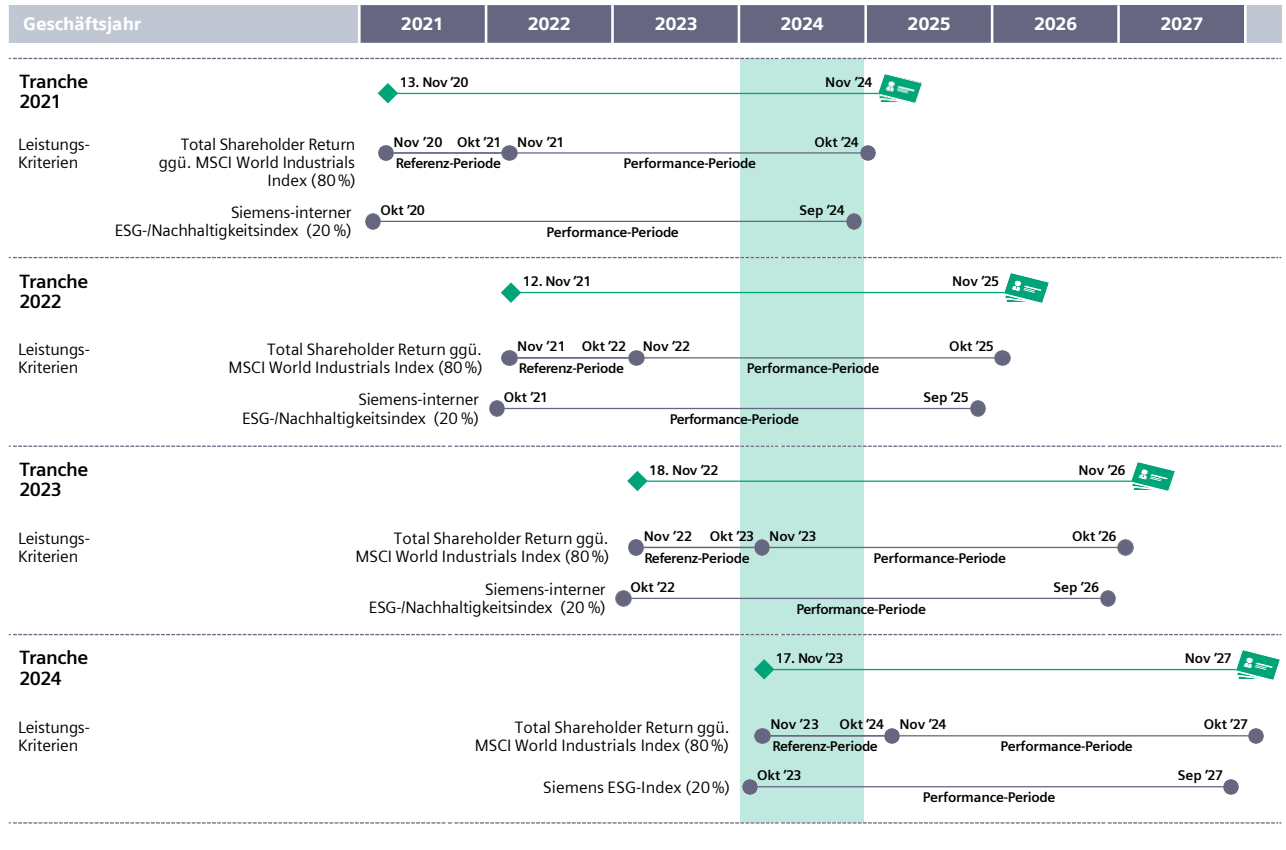 Geschäftsjahr 2021 2022 2023 2024 2025 2026 2027
Tranche
2021
13. Nov ’20 Nov ’24
Leistungs-
Kriterien
Total Shareholder Return
ggü. MSCI World Industrials
Index (80 %)
Nov ’20 Okt ’21 Nov ’21 Okt ’24
Referenz-Periode Performance-Periode
Siemens-interner
ESG-/Nachhaltigkeitsindex (20 %)
Okt ’20 Sep ’24
Performance-Periode
Tranche
2022
12. Nov ’21 Nov ’25
Leistungs-
Kriterien
Total Shareholder Return ggü.
MSCI World Industrials Index (80 %)
Nov ’21 Okt ’22 Nov ’22 Okt ’25
Referenz-Periode Performance-Periode
Siemens-interner
ESG-/Nachhaltigkeitsindex (20 %)
Okt ’21 Sep ’25
Performance-Periode
Tranche
2023
18. Nov ’22 Nov ’26
Leistungs-
Kriterien
Total Shareholder Return ggü.
MSCI World Industrials Index (80 %)
Nov ’22 Okt ’23 Nov ’23 Okt ’26
Referenz-Periode Performance-Periode
Siemens-interner
ESG-/Nachhaltigkeitsindex (20 %)
Okt ’22 Sep ’26
Performance-Periode
Tranche
2024
17. Nov ’23 Nov ’27
Leistungs-
Kriterien
Total Shareholder Return ggü.
MSCI World Industrials Index (80 %)
Nov ’23 Okt ’24 Nov ’24 Okt ’27
Referenz-Periode Performance-Periode
Siemens ESG-Index (20 %)
Okt ’23 Sep ’27
Performance-Periode